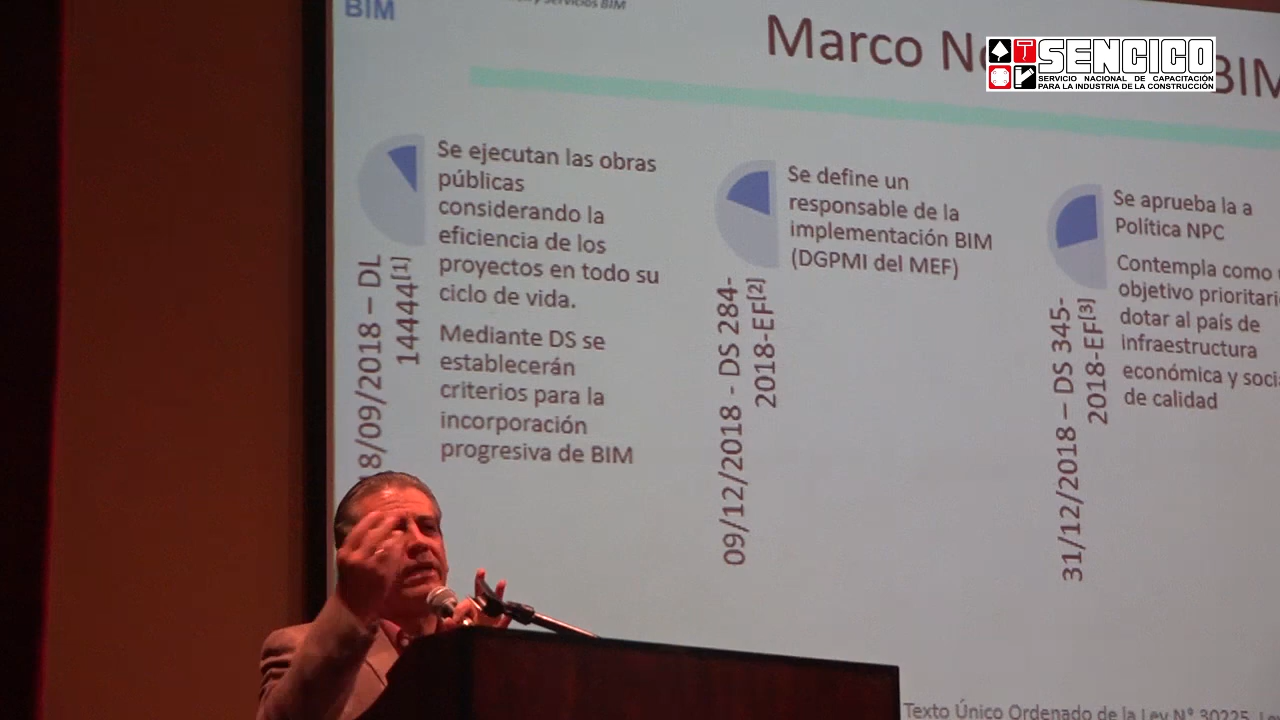 BIM
y Servicios BIM
Marco
BIM
SENCICO
SERVICIO NACIONAL DE CAPACITACIÓN
PARA LA INDUSTRIA DE LA CONSTRUCCIÓN
8/09/2018 – DL
14444[1]
Se ejecutan las obras
públicas
considerando la
eficiencia de los
proyectos en todo su
ciclo de vida.
Mediante DS se
establecerán
criterios para la
incorporación
progresiva de BIM
09/12/2018 - DS 284-
2018-EF[2]
Se define un
responsable de la
implementación BIM
(DGPMI del MEF)
31/12/2018 – DS 345-
2018-EF[3]
Se aprueba la a
Política NPC
Contempla como
objetivo prioritari
dotar al país de
infraestructura
económica y soci
de calidad
Texto Único Ordenado de la Ley N° 30225